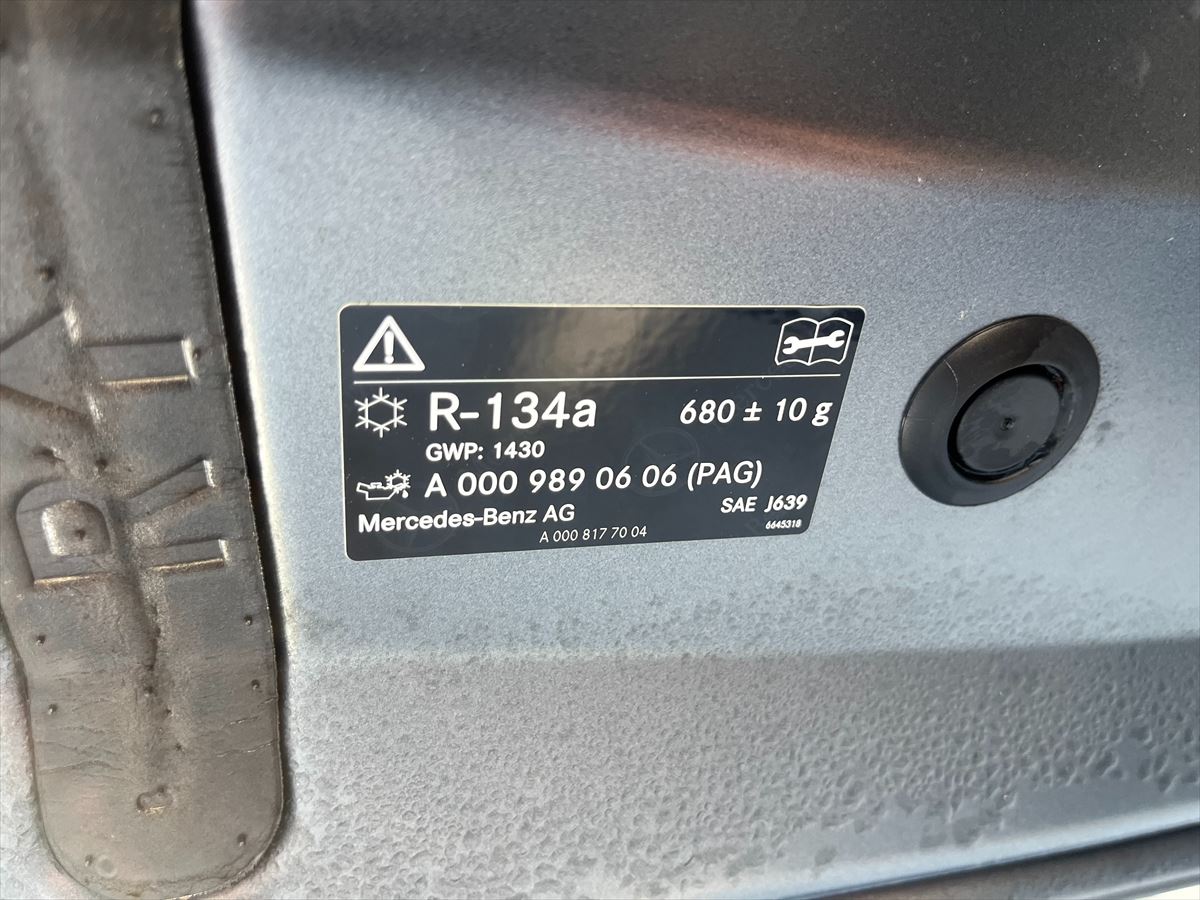 R-134a 680 ± 10 g
GWP: 1430
A 000 989 06 06 (PAG)
Mercedes-Benz AG SAE J639
A 000 817 70 04 6645318